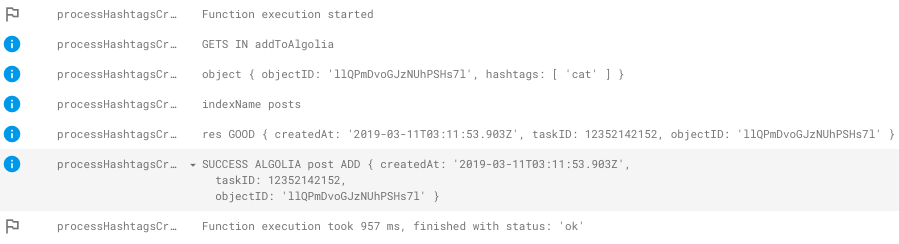 processHashtagsCr… Function execution started
processHashtagsCr… GETS IN addToAlgolia
processHashtagsCr… object { objectID: 'llQPmDvoGJzNUhPSHs7l', hashtags: [ 'cat' ] }
processHashtagsCr… indexName posts
processHashtagsCr… res GOOD { createdAt: '2019-03-11T03:11:53.903Z', taskID: 12352142152, objectID: 'llQPmDvoGJzNUhPSHs7l' }
processHashtagsCr… SUCCESS ALGOLIA post ADD { createdAt: '2019-03-11T03:11:53.903Z',
taskID: 12352142152,
objectID: 'llQPmDvoGJzNUhPSHs7l' }
processHashtagsCr… Function execution took 957 ms, finished with status: 'ok'